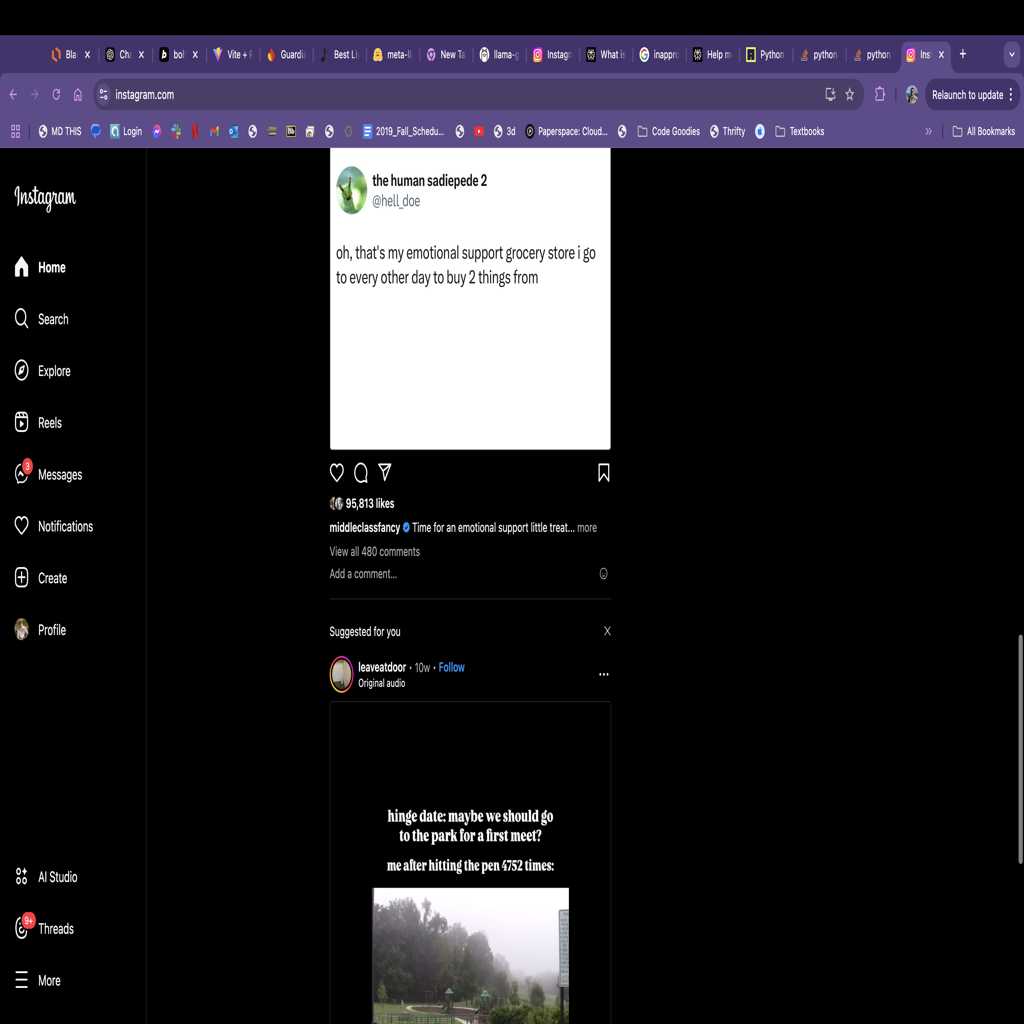 Bla
Cha
bol
Vite + R
Guardi
Best Li
meta-ll
New Ta
llama-g
Instagr
What is
inappro
Help m
Python
python
python
Ins
instagram.com
Relaunch to update
MD THIS
Login
2019_Fall_Schedu...
3d
Paperspace: Cloud...
Code Goodies
Thrifty
Textbooks
All Bookmarks
Instagram
Home
Search
Explore
Reels
3
Messages
Notifications
Create
Profile
AI Studio
9+
Threads
More
the human sadiepede 2
@hell_doe
oh, that's my emotional support grocery store i go
to every other day to buy 2 things from
95,813 likes
middleclassfancy Time for an emotional support little treat... more
View all 480 comments
Add a comment...
Suggested for you
leaveatdoor • 10w • Follow
Original audio
hinge date: maybe we should go
to the park for a first meet?
me after hitting the pen 4752 times: